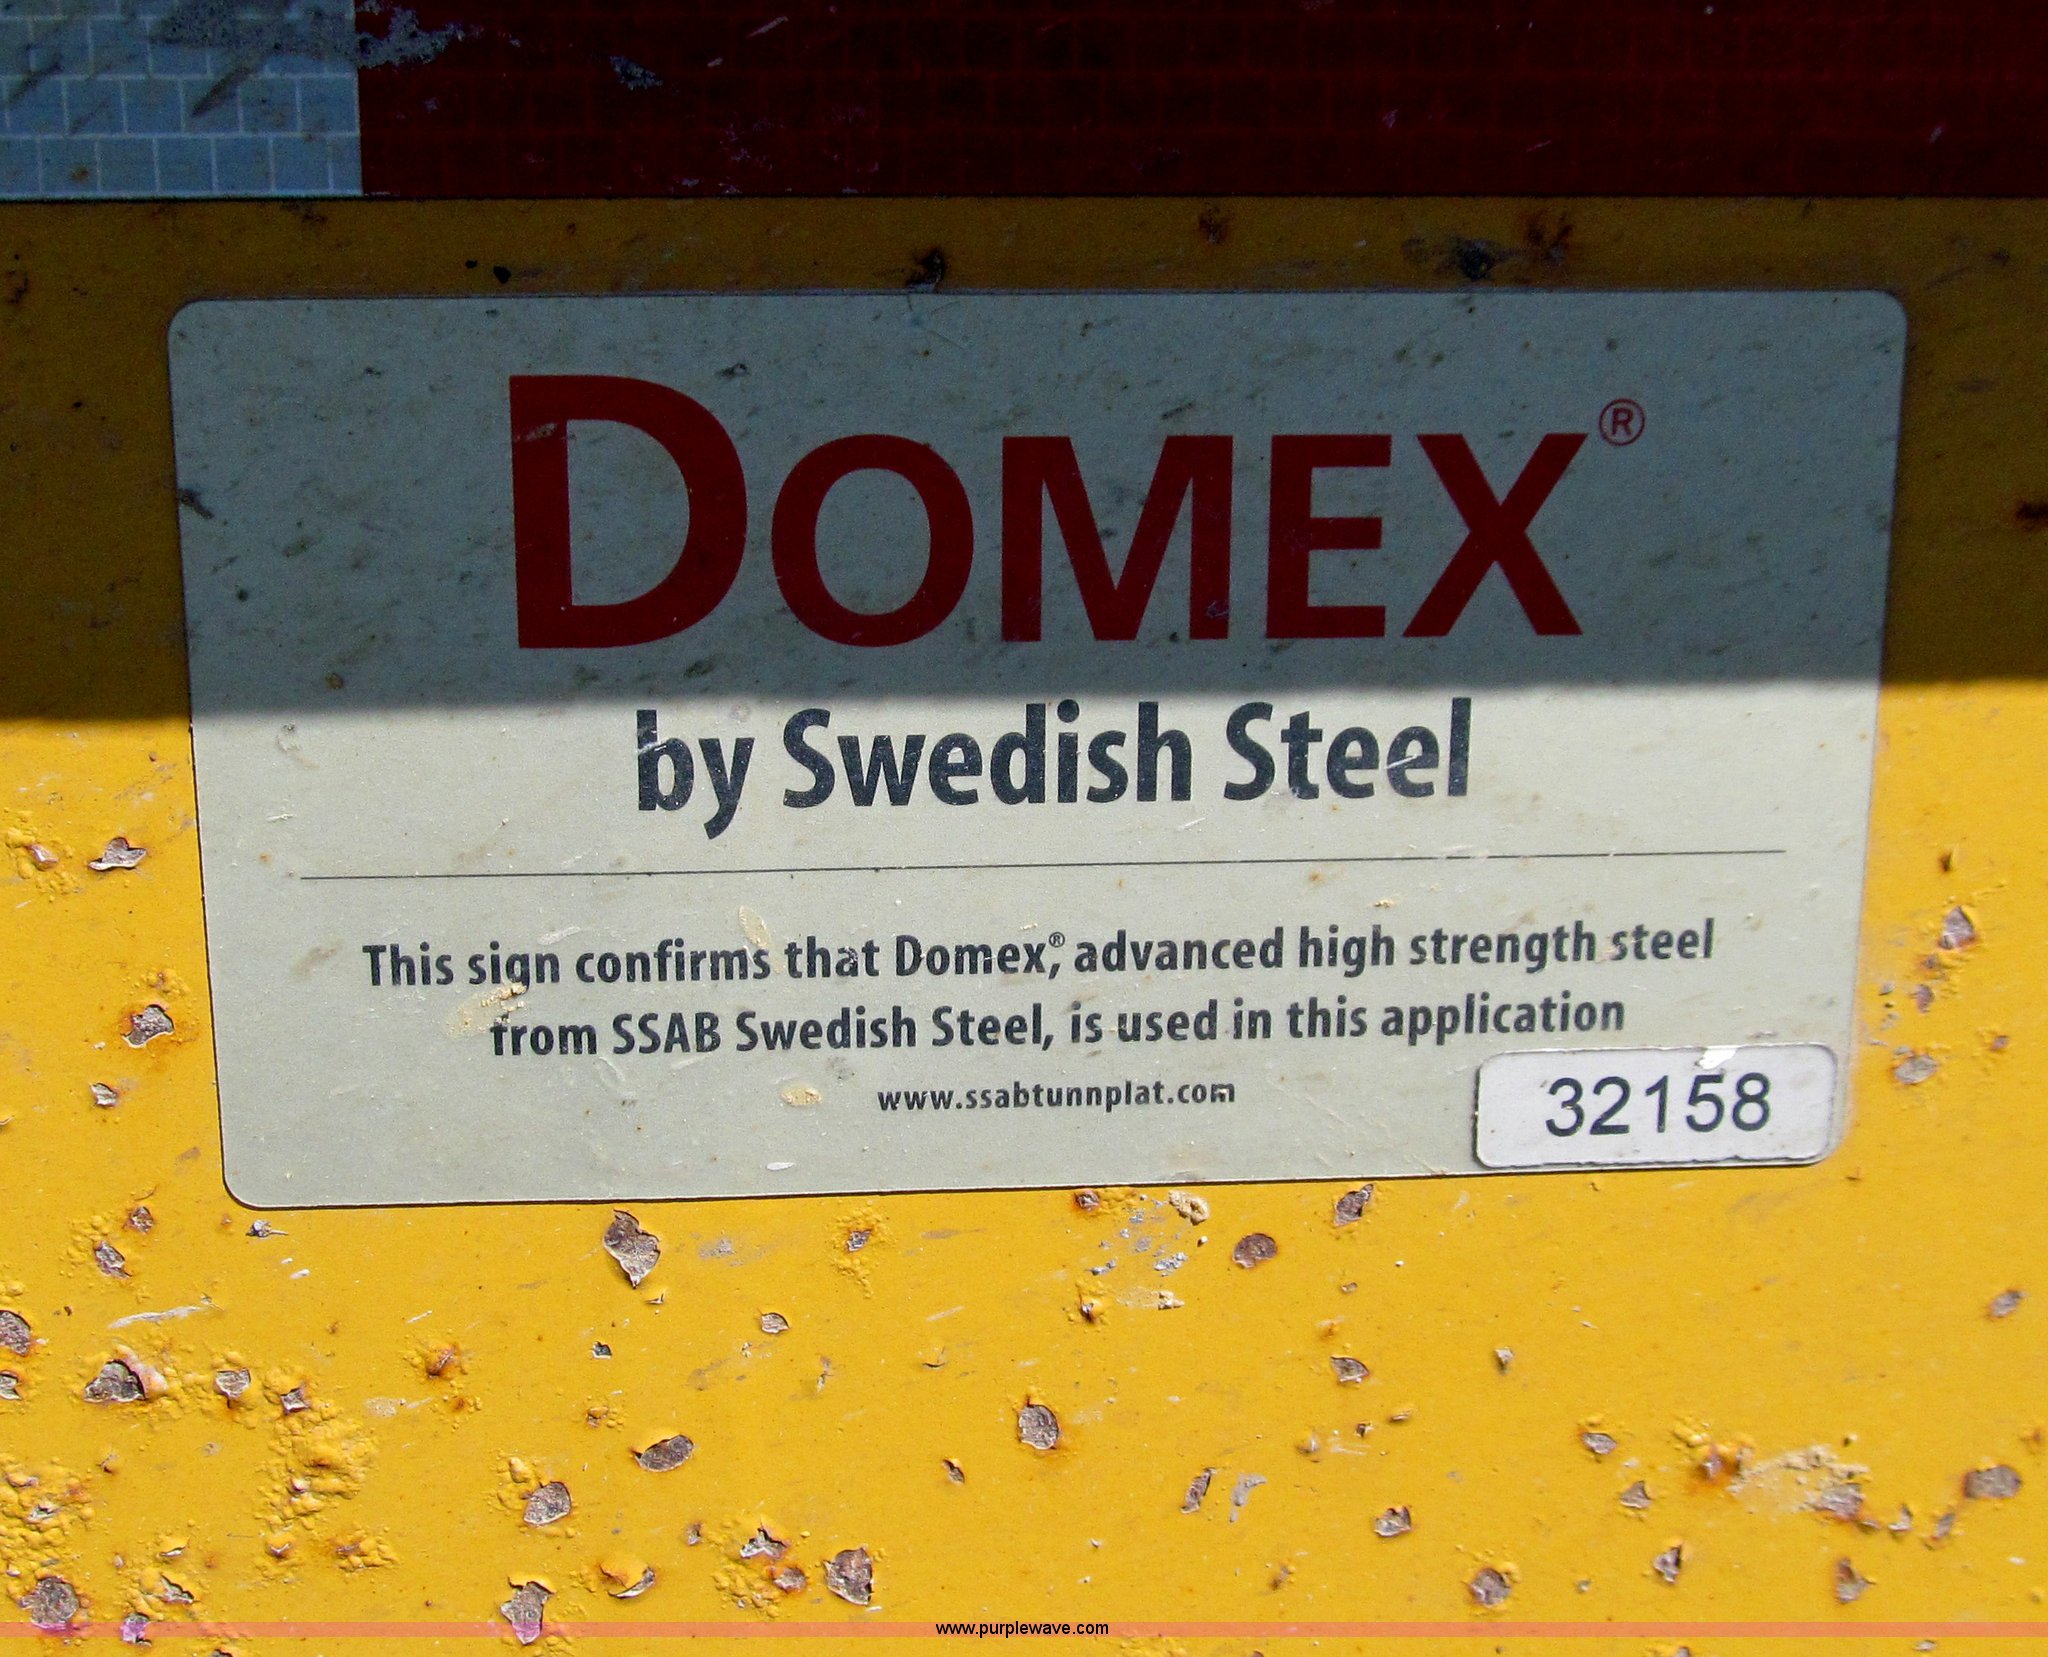 DOMEX®
by Swedish Steel
This sign confirms that Domex®, advanced high strength steel
from SSAB Swedish Steel, is used in this application
www.ssabtunnplat.com
32158
www.purplewave.com